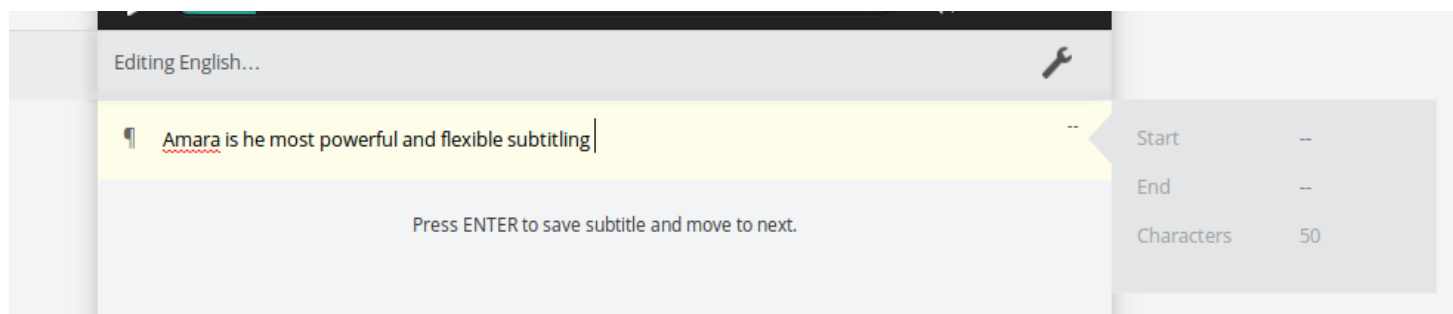 Editing English...
¶ Amara is he most powerful and flexible subtitling --
Start --
End --
Press ENTER to save subtitle and move to next.
Characters 50